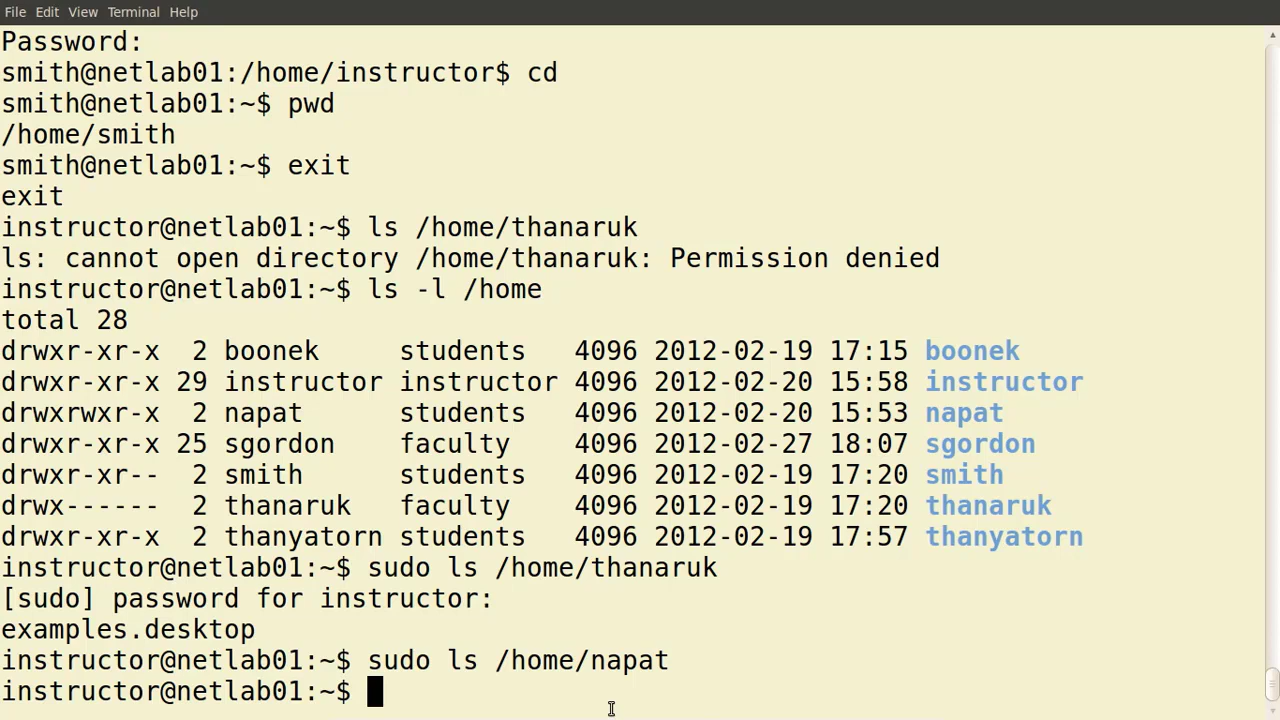 File Edit View Terminal Help
Password:
smith@netlab01:/home/instructor$ cd
smith@netlab01:~$ pwd
/home/smith
smith@netlab01:~$ exit
exit
instructor@netlab01:~$ ls /home/thanaruk
ls: cannot open directory /home/thanaruk: Permission denied
instructor@netlab01:~$ ls -l /home
total 28
drwxr-xr-x  2 boonek     students   4096 2012-02-19 17:15 boonek
drwxr-xr-x 29 instructor instructor 4096 2012-02-20 15:58 instructor
drwxrwxr-x  2 napat      students   4096 2012-02-20 15:53 napat
drwxr-xr-x 25 sgordon    faculty    4096 2012-02-27 18:07 sgordon
drwxr-xr--  2 smith      students   4096 2012-02-19 17:20 smith
drwx------  2 thanaruk   faculty    4096 2012-02-19 17:20 thanaruk
drwxr-xr-x  2 thanyatorn students   4096 2012-02-19 17:57 thanyatorn
instructor@netlab01:~$ sudo ls /home/thanaruk
[sudo] password for instructor:
examples.desktop
instructor@netlab01:~$ sudo ls /home/napat
instructor@netlab01:~$